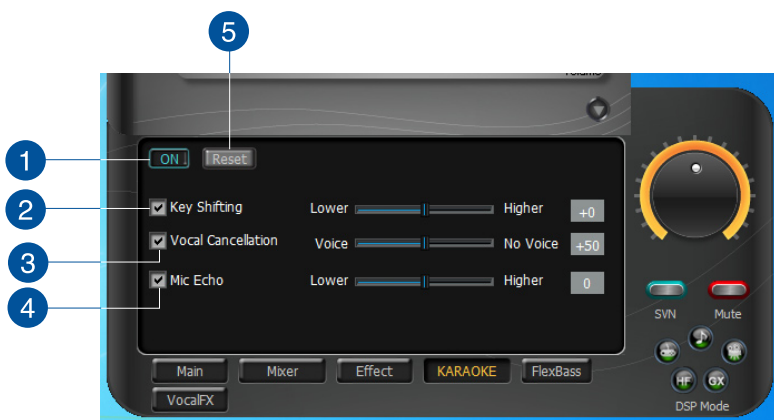 5
Volume
1
ON
Reset
2
Key Shifting Lower Higher +0
3
Vocal Cancellation Voice No Voice +50
4
Mic Echo Lower Higher 0
SVN Mute
Main Mixer Effect KARAOKE FlexBass
HF GX
VocalFX
DSP Mode